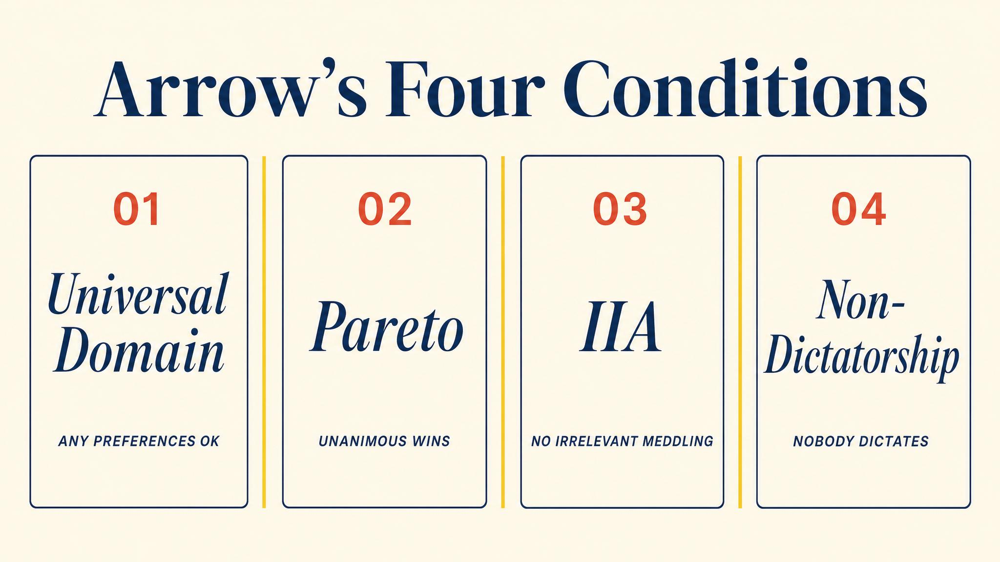 Arrow’s Four Conditions
01
Universal
Domain
ANY PREFERENCES OK
02
Pareto
UNANIMOUS WINS
03
IIA
NO IRRELEVANT MEDDLING
04
Non-
Dictatorship
NOBODY DICTATES